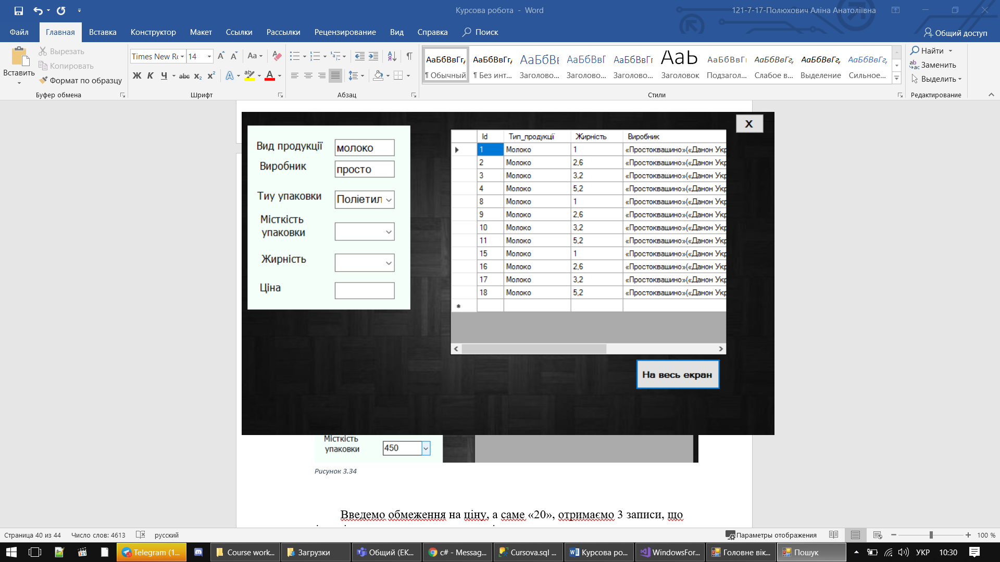 Курсова робота - Word
121-7-17-Полюхович Аліна Анатоліївна
Файл Главная Вставка Конструктор Макет Ссылки Рассылки Рецензирование Вид Справка Поиск Общий доступ
Вставить
Вырезать
Копировать
Формат по образцу
Буфер обмена
Times New Ro 14 Aa
Ж К Ч abc x₂ x² A aby A
Шрифт
Абзац
АаБбВвГг, АаБбВвГг, АаБбВв АаБбВвГ АаБбВвГг АаЬ АаБбВвГг АаБбВвГг, АаБбВвГг, АаБбВвГг,
¶ Обычный ¶ Без инт... Заголово... Заголово... Заголово... Заголовок Подзагол... Слабое в... Выделение Сильное...
Стили
Найти
Заменить
Выделить
Редактирование
X
Вид продукції молоко
Виробник просто
Тиу упаковки Поліетил
Місткість
упаковки
Жирність
Ціна
Id Тип_продукції Жирність Виробник
1 Молоко 1 «Простоквашино»(«Данон Укр
2 Молоко 2,6 «Простоквашино»(«Данон Укр
3 Молоко 3,2 «Простоквашино»(«Данон Укр
4 Молоко 5,2 «Простоквашино»(«Данон Укр
8 Молоко 1 «Простоквашино»(«Данон Укр
9 Молоко 2,6 «Простоквашино»(«Данон Укр
10 Молоко 3,2 «Простоквашино»(«Данон Укр
11 Молоко 5,2 «Простоквашино»(«Данон Укр
15 Молоко 1 «Простоквашино»(«Данон Укр
16 Молоко 2,6 «Простоквашино»(«Данон Укр
17 Молоко 3,2 «Простоквашино»(«Данон Укр
18 Молоко 5,2 «Простоквашино»(«Данон Укр
На весь екран
Місткість
упаковки 450
Рисунок 3.34
Введемо обмеження на ціну, а саме «20», отримаємо 3 записи, що
Страница 40 из 44 Число слов: 4613 русский Параметры отображения 100 %
Telegram (1... Course work... Загрузки Общий (ЕК... c# - Messag... Cursova.sql ... Курсова ро... WindowsFor... Головне вік... Пошук УКР 10:30